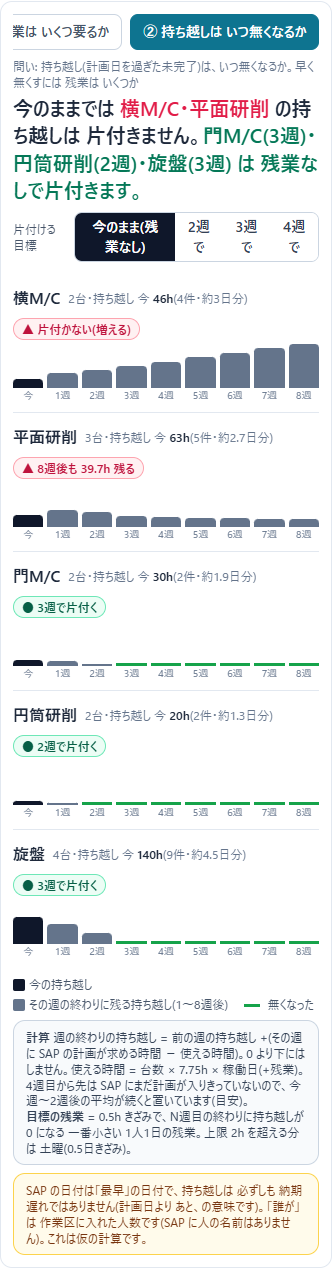 業は いくつ要るか
② 持ち越しは いつ無くなるか
問い: 持ち越し(計画日を過ぎた未完了)は、いつ無くなるか。早く
無くすには 残業は いくつか
今のままでは 横M/C・平面研削 の持
ち越しは 片付きません。門M/C(3週)・
円筒研削(2週)・旋盤(3週) は 残業な
しで片付きます。
片付ける
目標
今のまま(残
業なし)
2週
で
3週
で
4週
で
横M/C 2台・持ち越し 今 46h(4件・約3日分)
▲ 片付かない(増える)
今 1週 2週 3週 4週 5週 6週 7週 8週
平面研削 3台・持ち越し 今 63h(5件・約2.7日分)
▲ 8週後も 39.7h 残る
今 1週 2週 3週 4週 5週 6週 7週 8週
門M/C 2台・持ち越し 今 30h(2件・約1.9日分)
● 3週で片付く
今 1週 2週 3週 4週 5週 6週 7週 8週
円筒研削 2台・持ち越し 今 20h(2件・約1.3日分)
● 2週で片付く
今 1週 2週 3週 4週 5週 6週 7週 8週
旋盤 4台・持ち越し 今 140h(9件・約4.5日分)
● 3週で片付く
今 1週 2週 3週 4週 5週 6週 7週 8週
今の持ち越し
その週の終わりに残る持ち越し(1〜8週後) 無くなった
計算 週の終わりの持ち越し = 前の週の持ち越し +(その週
に SAP の計画が求める時間 − 使える時間)。0 より下には
しません。使える時間 = 台数 × 7.75h × 稼働日(+残業)。
4週目から先は SAP にまだ計画が入りきっていないので、今
週〜2週後の平均が続くと置いています(目安)。
目標の残業 = 0.5h きざみで、N週目の終わりに持ち越しが
0 になる 一番小さい 1人1日の残業。上限 2h を超える分
は 土曜(0.5日きざみ)。
SAP の日付は「最早」の日付で、持ち越しは 必ずしも 納期
遅れではありません(計画日より あと、の意味です)。「誰が」
は 作業区に入れた人数です(SAP に人の名前はありませ
ん)。これは仮の計算です。